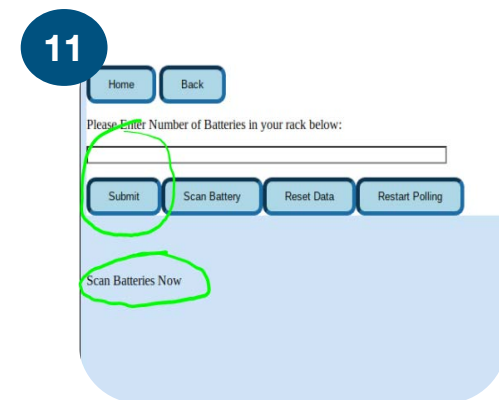 11
Home Back
Please Enter Number of Batteries in your rack below:
Submit Scan Battery Reset Data Restart Polling
Scan Batteries Now